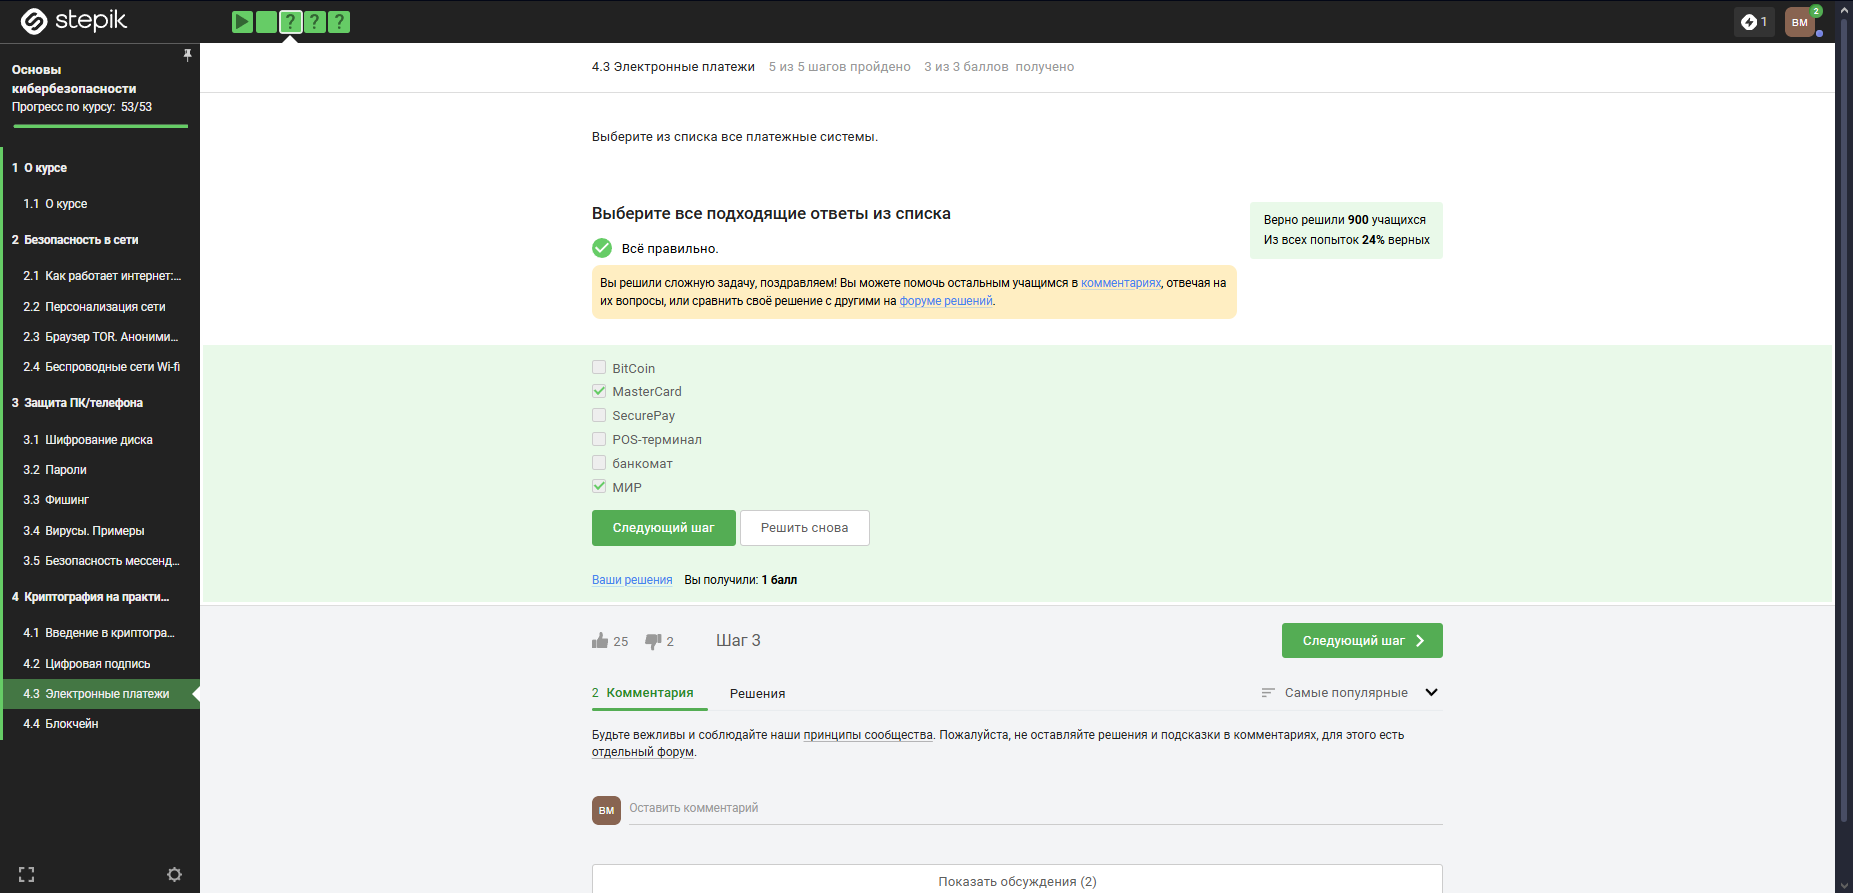 stepik
?
?
?
1
BM
2
Основы
кибербезопасности
Прогресс по курсу: 53/53
1 О курсе
1.1 О курсе
2 Безопасность в сети
2.1 Как работает интернет:...
2.2 Персонализация сети
2.3 Браузер TOR. Аноними...
2.4 Беспроводные сети Wi-fi
3 Защита ПК/телефона
3.1 Шифрование диска
3.2 Пароли
3.3 Фишинг
3.4 Вирусы. Примеры
3.5 Безопасность мессенд...
4 Криптография на практи...
4.1 Введение в криптогра...
4.2 Цифровая подпись
4.3 Электронные платежи
4.4 Блокчейн
4.3 Электронные платежи 5 из 5 шагов пройдено 3 из 3 баллов получено
Выберите из списка все платежные системы.
Выберите все подходящие ответы из списка
Всё правильно.
Верно решили 900 учащихся
Из всех попыток 24% верных
Вы решили сложную задачу, поздравляем! Вы можете помочь остальным учащимся в комментариях, отвечая на
их вопросы, или сравнить своё решение с другими на форуме решений.
BitCoin
MasterCard
SecurePay
POS-терминал
банкомат
МИР
Следующий шаг
Решить снова
Ваши решения Вы получили: 1 балл
25
2
Шаг 3
Следующий шаг
2 Комментария
Решения
Самые популярные
Будьте вежливы и соблюдайте наши принципы сообщества. Пожалуйста, не оставляйте решения и подсказки в комментариях, для этого есть
отдельный форум.
BM
Оставить комментарий
Показать обсуждения (2)